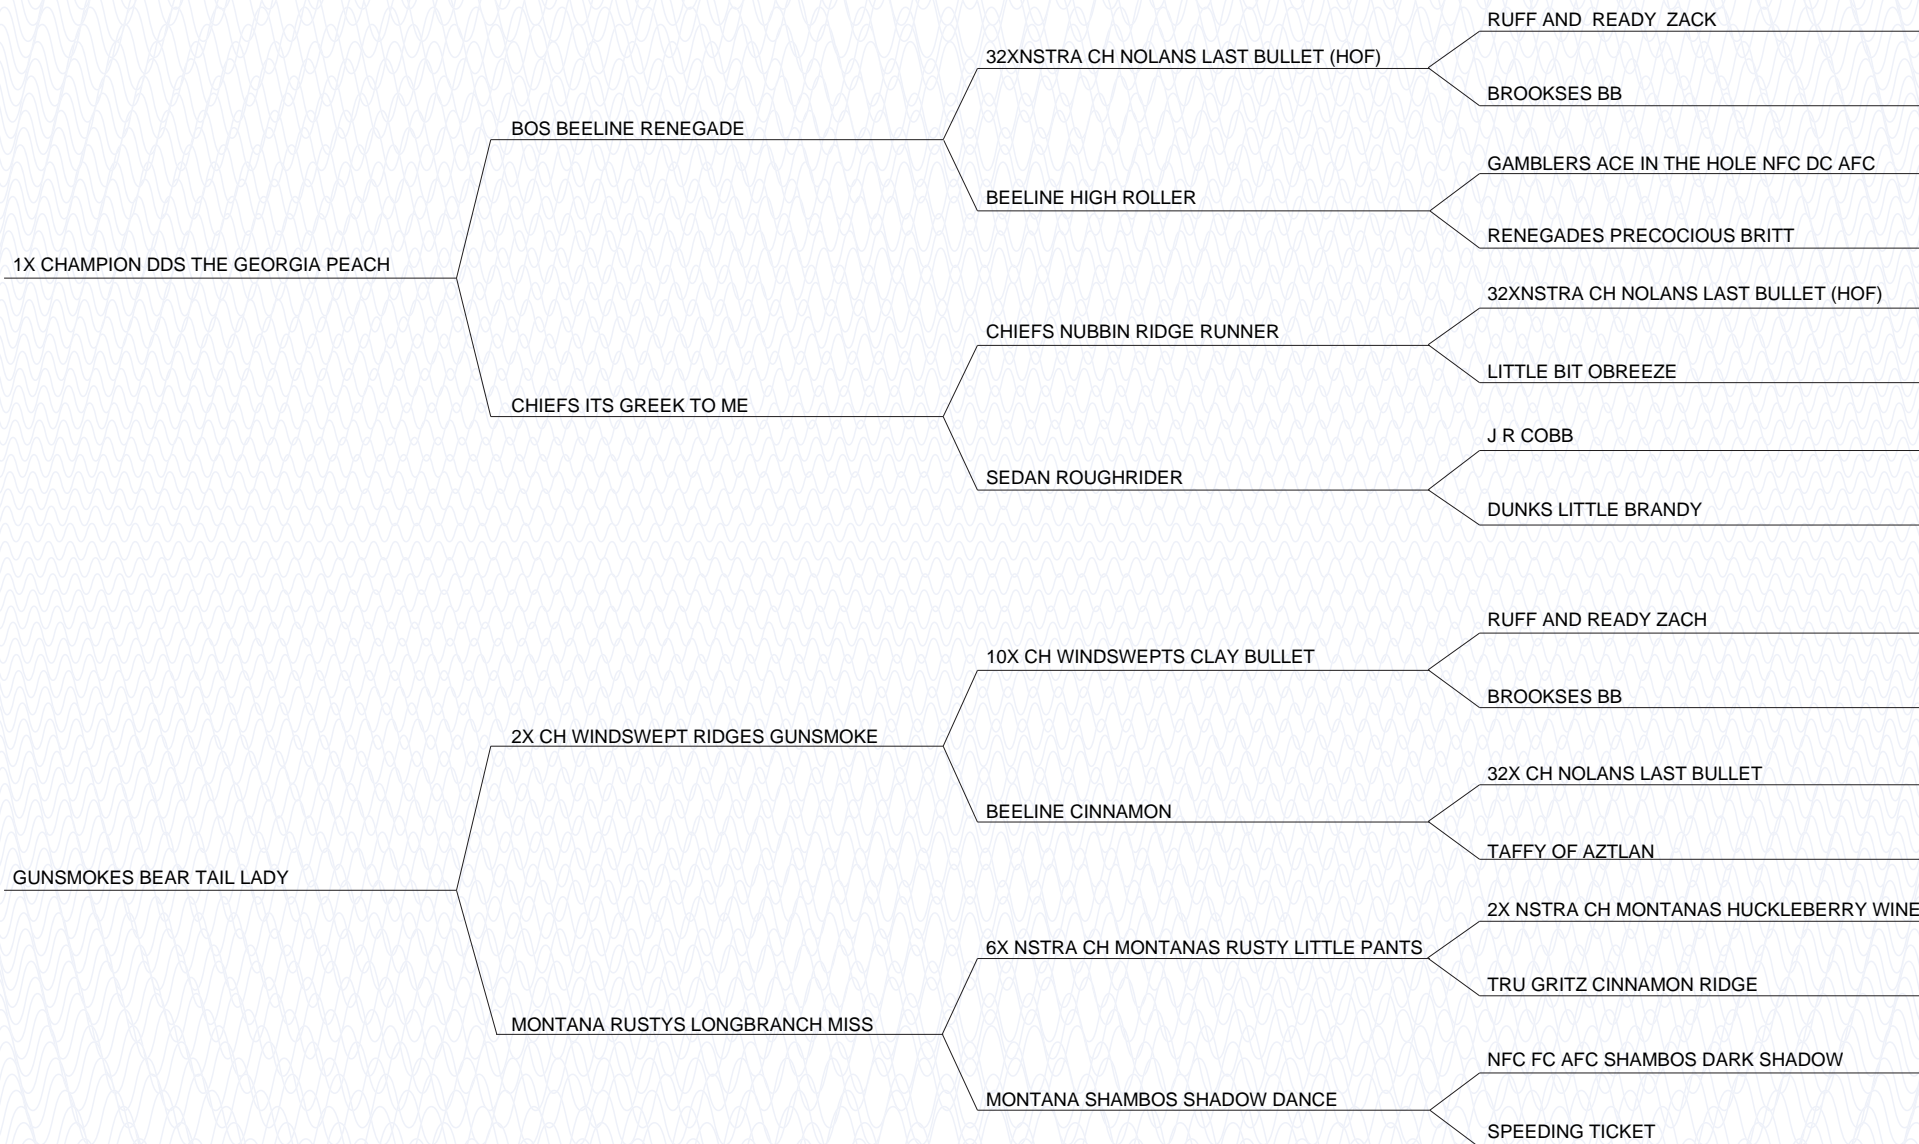 RUFF AND  READY  ZACK
32XNSTRA CH NOLANS LAST BULLET (HOF)
BROOKSES BB
BOS BEELINE RENEGADE
GAMBLERS ACE IN THE HOLE NFC DC AFC
BEELINE HIGH ROLLER
RENEGADES PRECOCIOUS BRITT
1X CHAMPION DDS THE GEORGIA PEACH
32XNSTRA CH NOLANS LAST BULLET (HOF)
CHIEFS NUBBIN RIDGE RUNNER
LITTLE BIT OBREEZE
CHIEFS ITS GREEK TO ME
J R COBB
SEDAN ROUGHRIDER
DUNKS LITTLE BRANDY
RUFF AND READY ZACH
10X CH WINDSWEPTS CLAY BULLET
BROOKSES BB
2X CH WINDSWEPT RIDGES GUNSMOKE
32X CH NOLANS LAST BULLET
BEELINE CINNAMON
TAFFY OF AZTLAN
GUNSMOKES BEAR TAIL LADY
2X NSTRA CH MONTANAS HUCKLEBERRY WINE
6X NSTRA CH MONTANAS RUSTY LITTLE PANTS
TRU GRITZ CINNAMON RIDGE
MONTANA RUSTYS LONGBRANCH MISS
NFC FC AFC SHAMBOS DARK SHADOW
MONTANA SHAMBOS SHADOW DANCE
SPEEDING TICKET